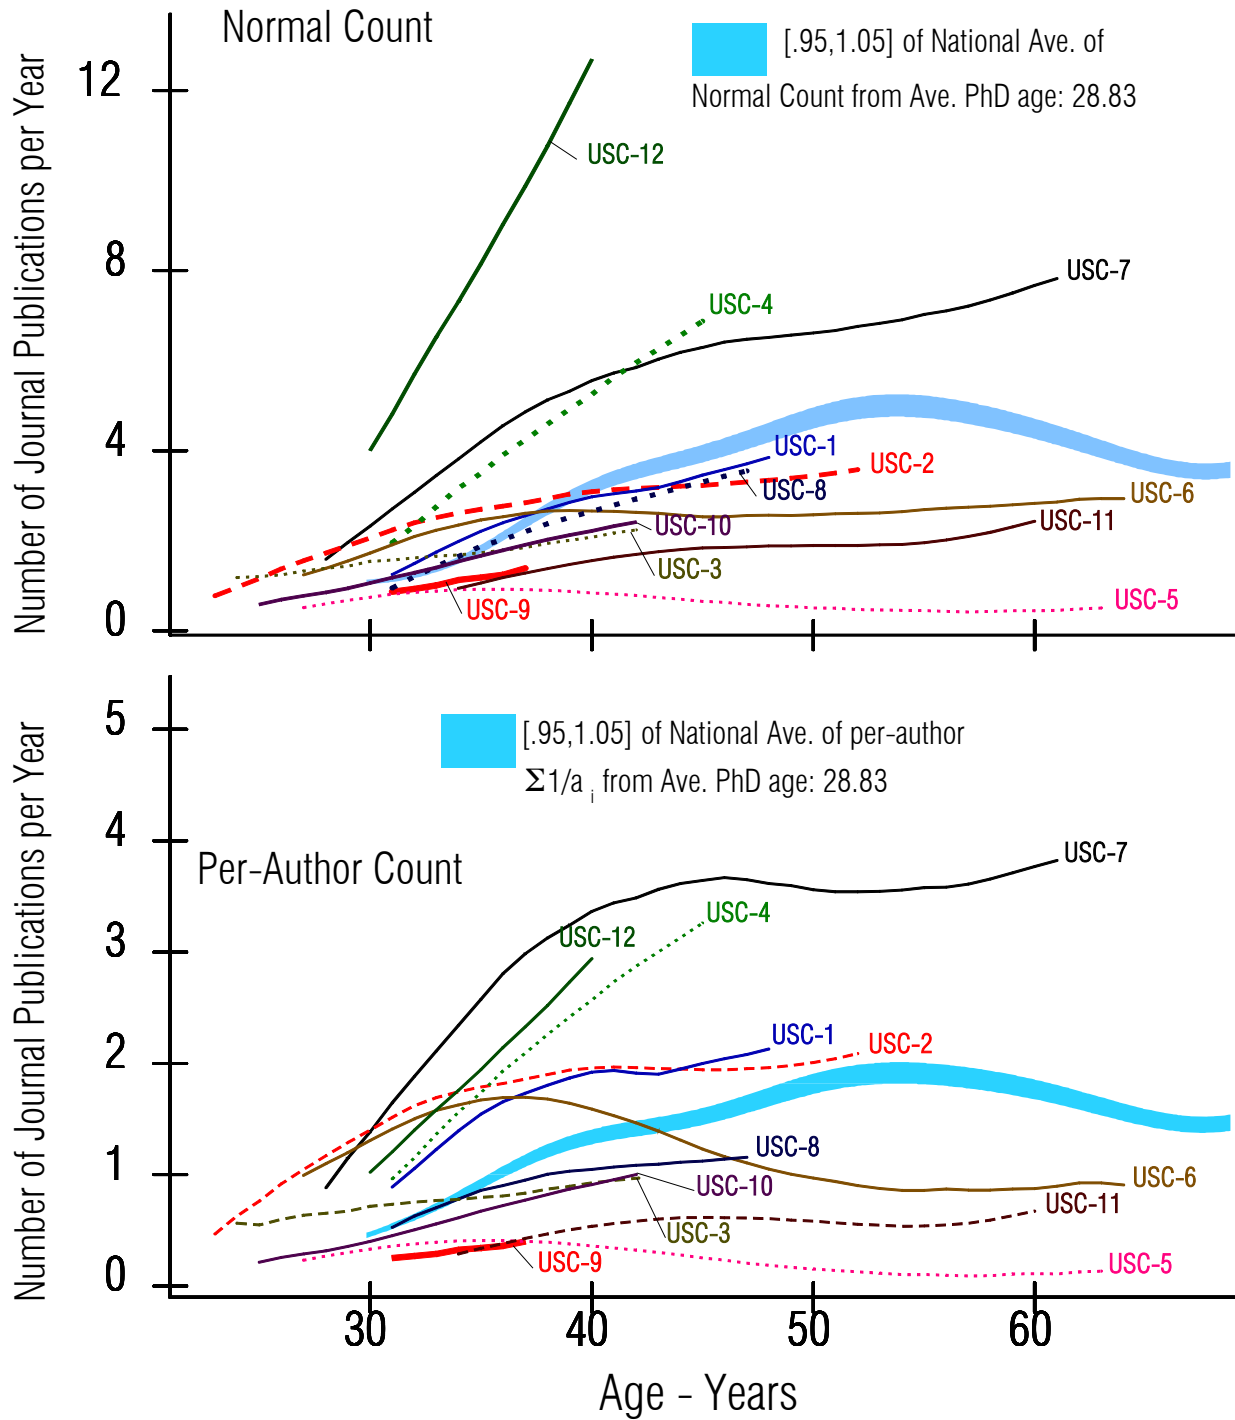 Normal Count
[.95,1.05] of National Ave. of
Normal Count from Ave. PhD age: 28.83
Number of Journal Publications per Year
12
8
4
0
USC-12
USC-7
USC-4
USC-1
USC-2
USC-8
USC-6
USC-10
USC-11
USC-3
USC-9
USC-5
[.95,1.05] of National Ave. of per-author
Σ1/a i from Ave. PhD age: 28.83
Per-Author Count
Number of Journal Publications per Year
5
4
3
2
1
0
USC-7
USC-4
USC-12
USC-1
USC-2
USC-8
USC-6
USC-10
USC-11
USC-3
USC-9
USC-5
30 40 50 60
Age - Years